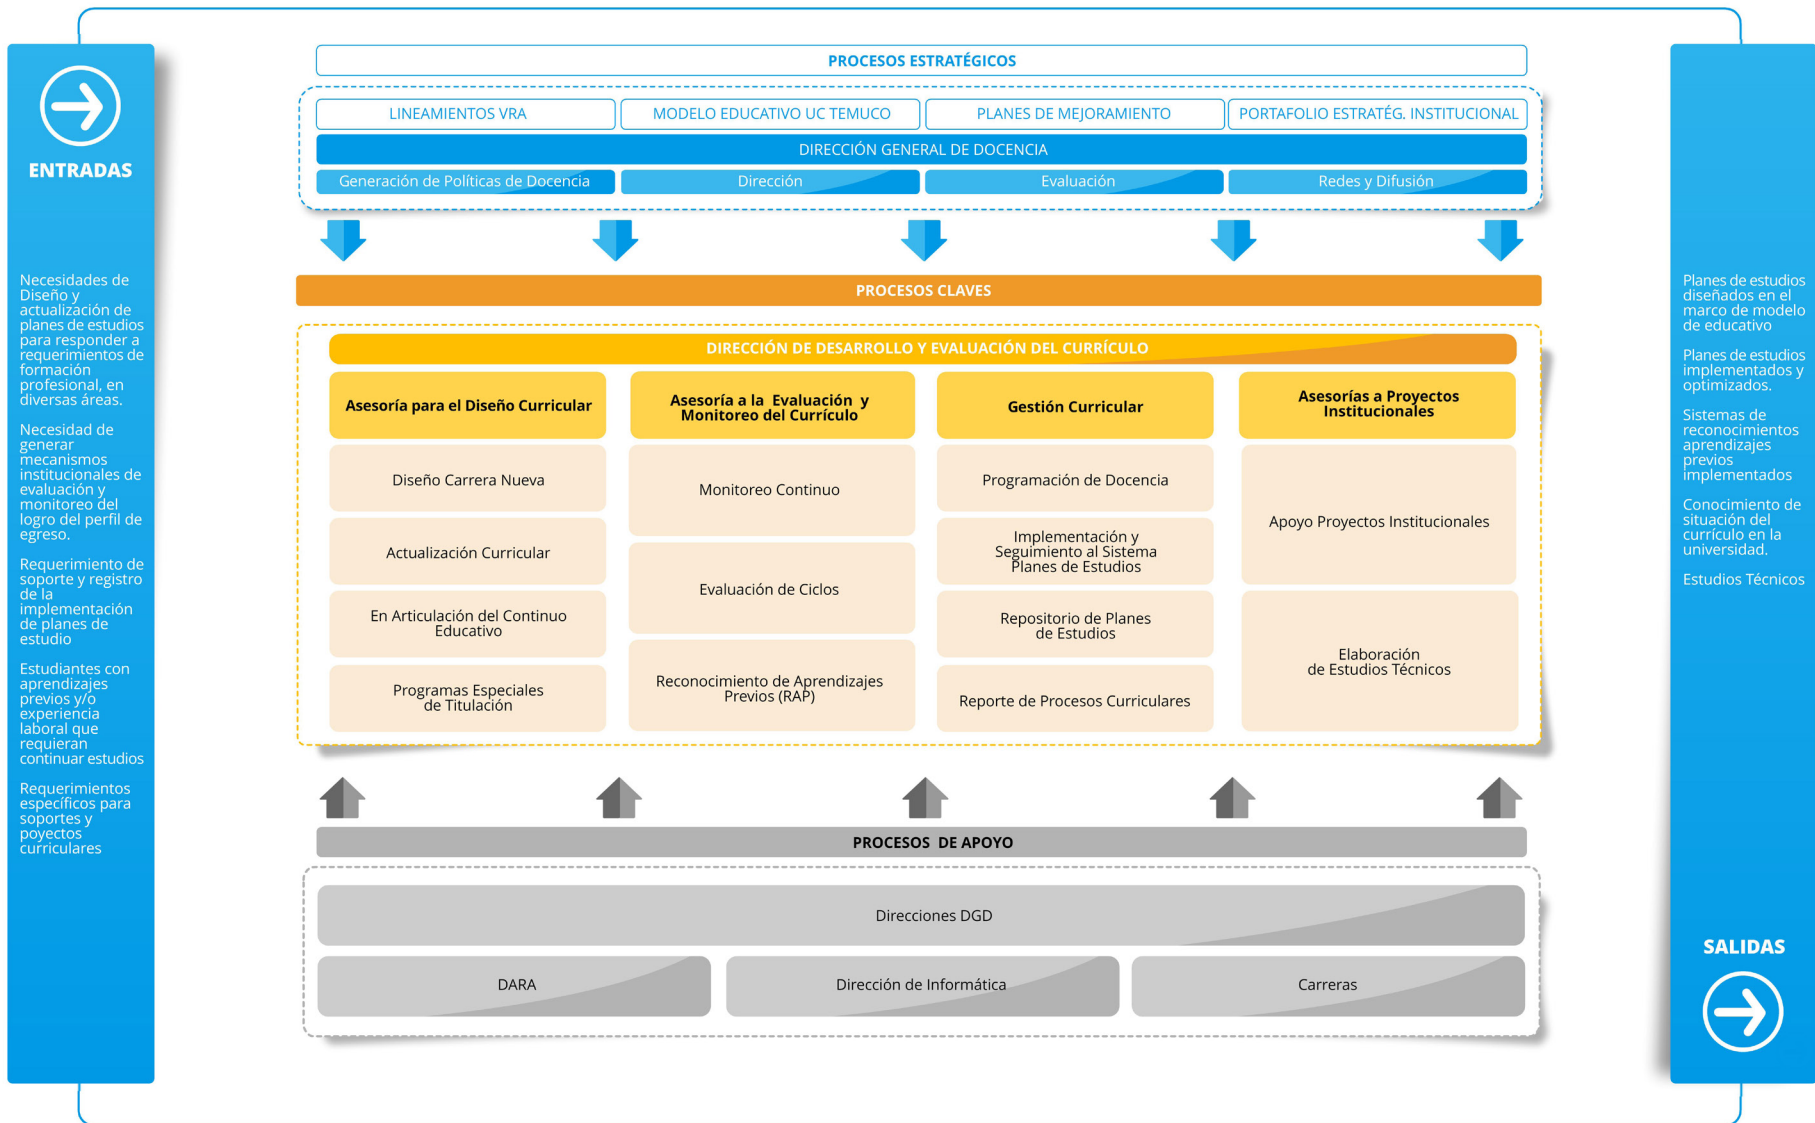 ENTRADAS
Necesidades de
Diseño y
actualización de
planes de estudios
para responder a
requerimientos de
formación
profesional, en
diversas áreas.
Necesidad de
generar
mecanismos
institucionales de
evaluación y
monitoreo del
logro del perfil de
egreso.
Requerimiento de
soporte y registro
de la
implementación
de planes de
estudio
Estudiantes con
aprendizajes
previos y/o
experiencia
laboral que
requieran
continuar estudios
Requerimientos
específicos para
soportes y
poyectos
curriculares
PROCESOS ESTRATÉGICOS
LINEAMIENTOS VRA
MODELO EDUCATIVO UC TEMUCO
PLANES DE MEJORAMIENTO
PORTAFOLIO ESTRATÉG. INSTITUCIONAL
DIRECCIÓN GENERAL DE DOCENCIA
Generación de Políticas de Docencia
Dirección
Evaluación
Redes y Difusión
PROCESOS CLAVES
DIRECCIÓN DE DESARROLLO Y EVALUACIÓN DEL CURRÍCULO
Asesoría para el Diseño Curricular
Diseño Carrera Nueva
Actualización Curricular
En Articulación del Continuo
Educativo
Programas Especiales
de Titulación
Asesoría a la Evaluación y
Monitoreo del Currículo
Monitoreo Continuo
Evaluación de Ciclos
Reconocimiento de Aprendizajes
Previos (RAP)
Gestión Curricular
Programación de Docencia
Implementación y
Seguimiento al Sistema
Planes de Estudios
Repositorio de Planes
de Estudios
Reporte de Procesos Curriculares
Asesorías a Proyectos
Institucionales
Apoyo Proyectos Institucionales
Elaboración
de Estudios Técnicos
PROCESOS DE APOYO
Direcciones DGD
DARA
Dirección de Informática
Carreras
Planes de estudios
diseñados en el
marco de modelo
de educativo
Planes de estudios
implementados y
optimizados.
Sistemas de
reconocimientos
aprendizajes
previos
implementados
Conocimiento de
situación del
currículo en la
universidad.
Estudios Técnicos
SALIDAS